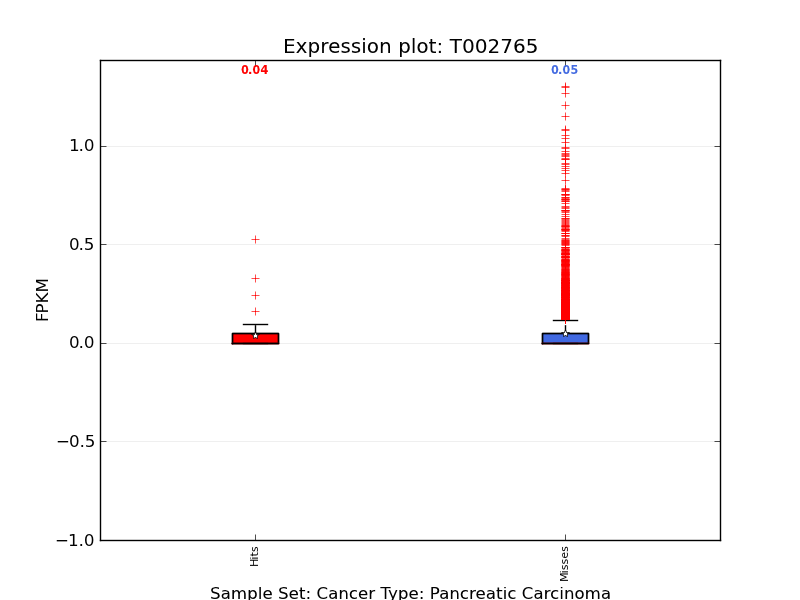 Expression plot: T002765
0.04
0.05
1.0
0.5
0.0
−0.5
−1.0
FPKM
Hits
Misses
Sample Set: Cancer Type: Pancreatic Carcinoma